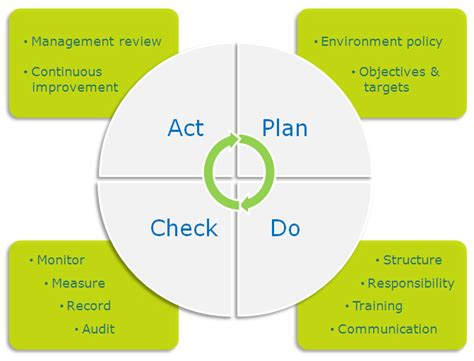 • Management review
• Continuous
improvement
• Environment policy
• Objectives &
targets
Act
Plan
Check
Do
• Monitor
• Measure
• Record
• Audit
• Structure
• Responsibility
• Training
• Communication